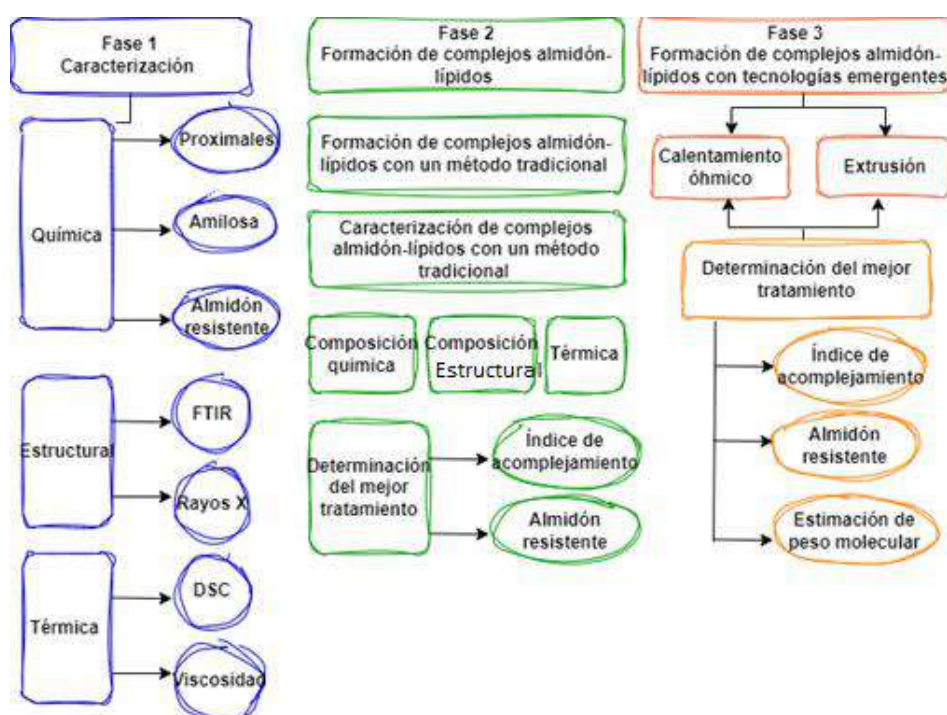 Fase 1
Caracterización
Química
Proximales
Amilosa
Almidón
resistente
Estructural
FTIR
Rayos X
Térmica
DSC
Viscosidad
Fase 2
Formación de complejos almidón-
lípidos
Formación de complejos almidón-
lípidos con un método tradicional
Caracterización de complejos
almidón-lípidos con un método
tradicional
Composición
quimica
Composición
Estructural
Térmica
Determinación
del mejor
tratamiento
Índice de
acomplejamiento
Almidón
resistente
Fase 3
Formación de complejos almidón-
lípidos con tecnologías emergentes
Calentamiento
óhmico
Extrusión
Determinación del mejor
tratamiento
Índice de
acomplejamiento
Almidón
resistente
Estimación de
peso molecular